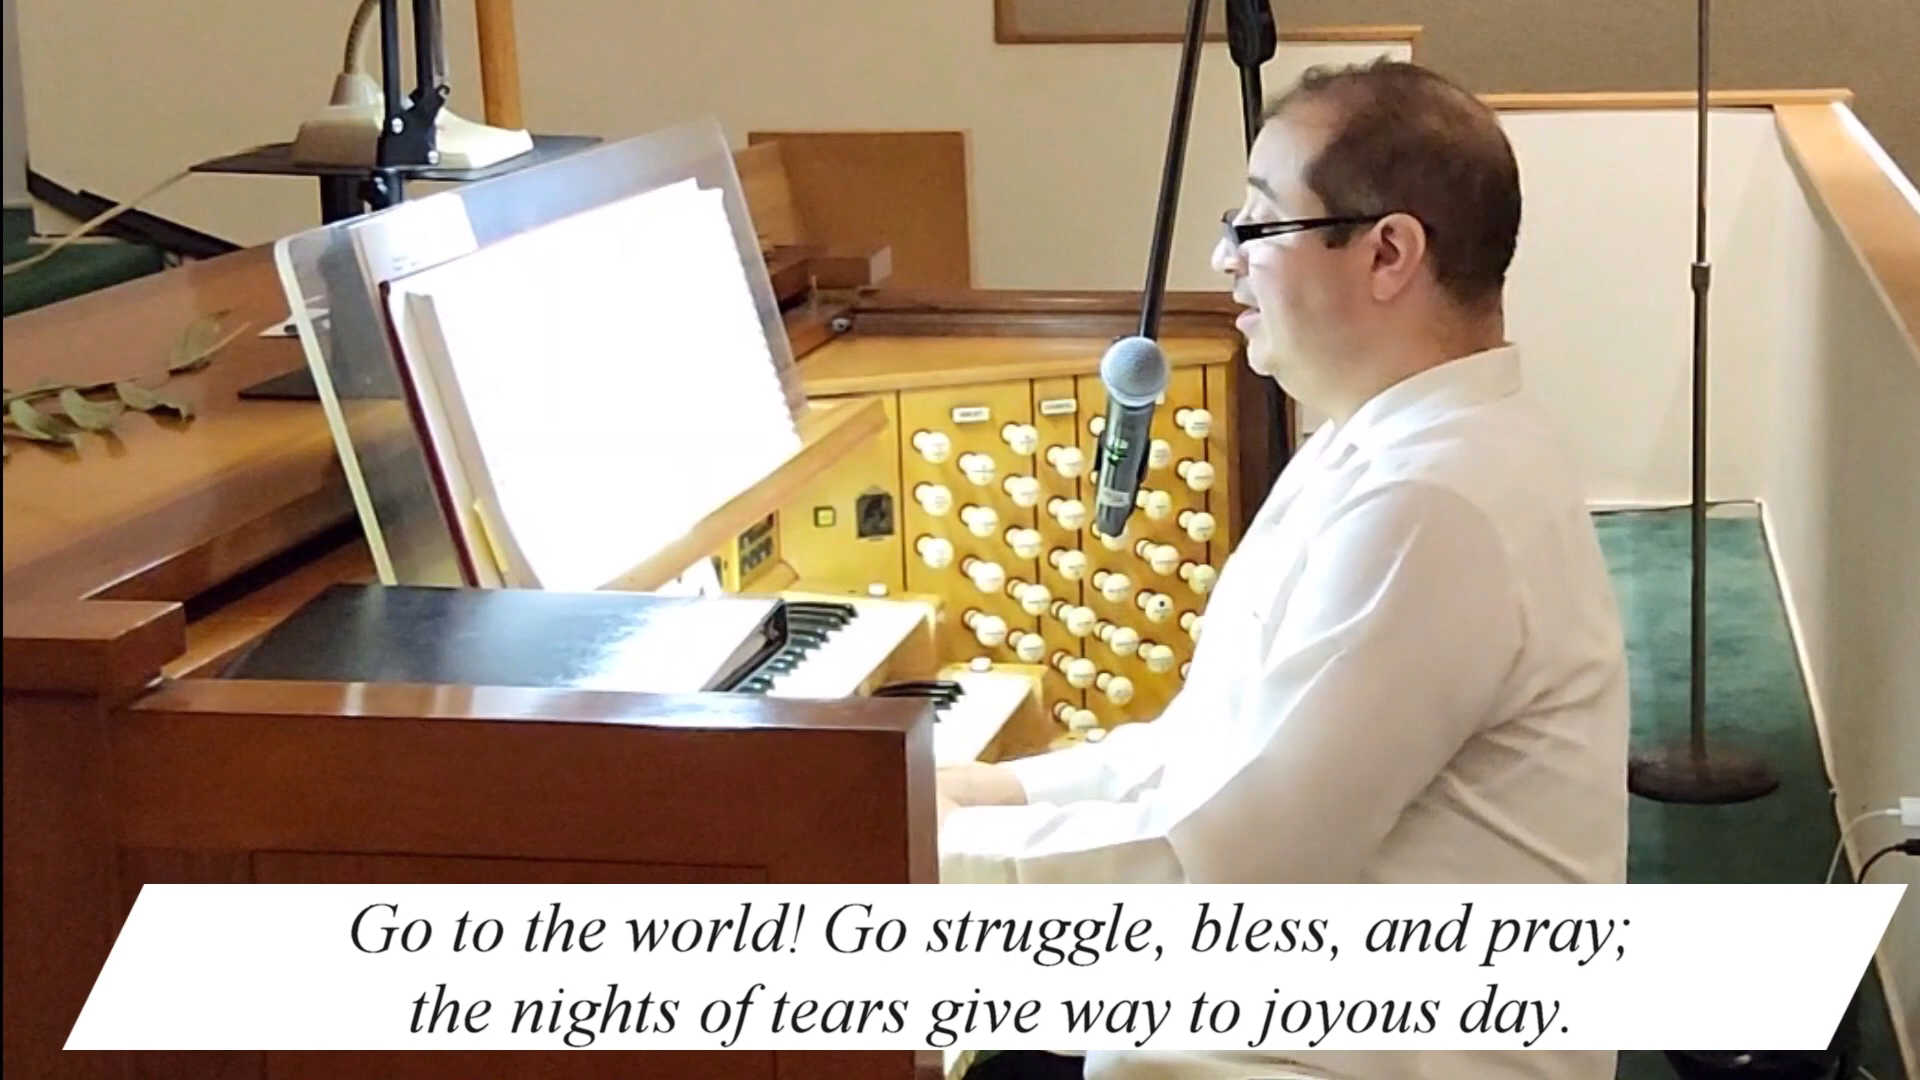 Go to the world! Go struggle, bless, and pray;
the nights of tears give way to joyous day.